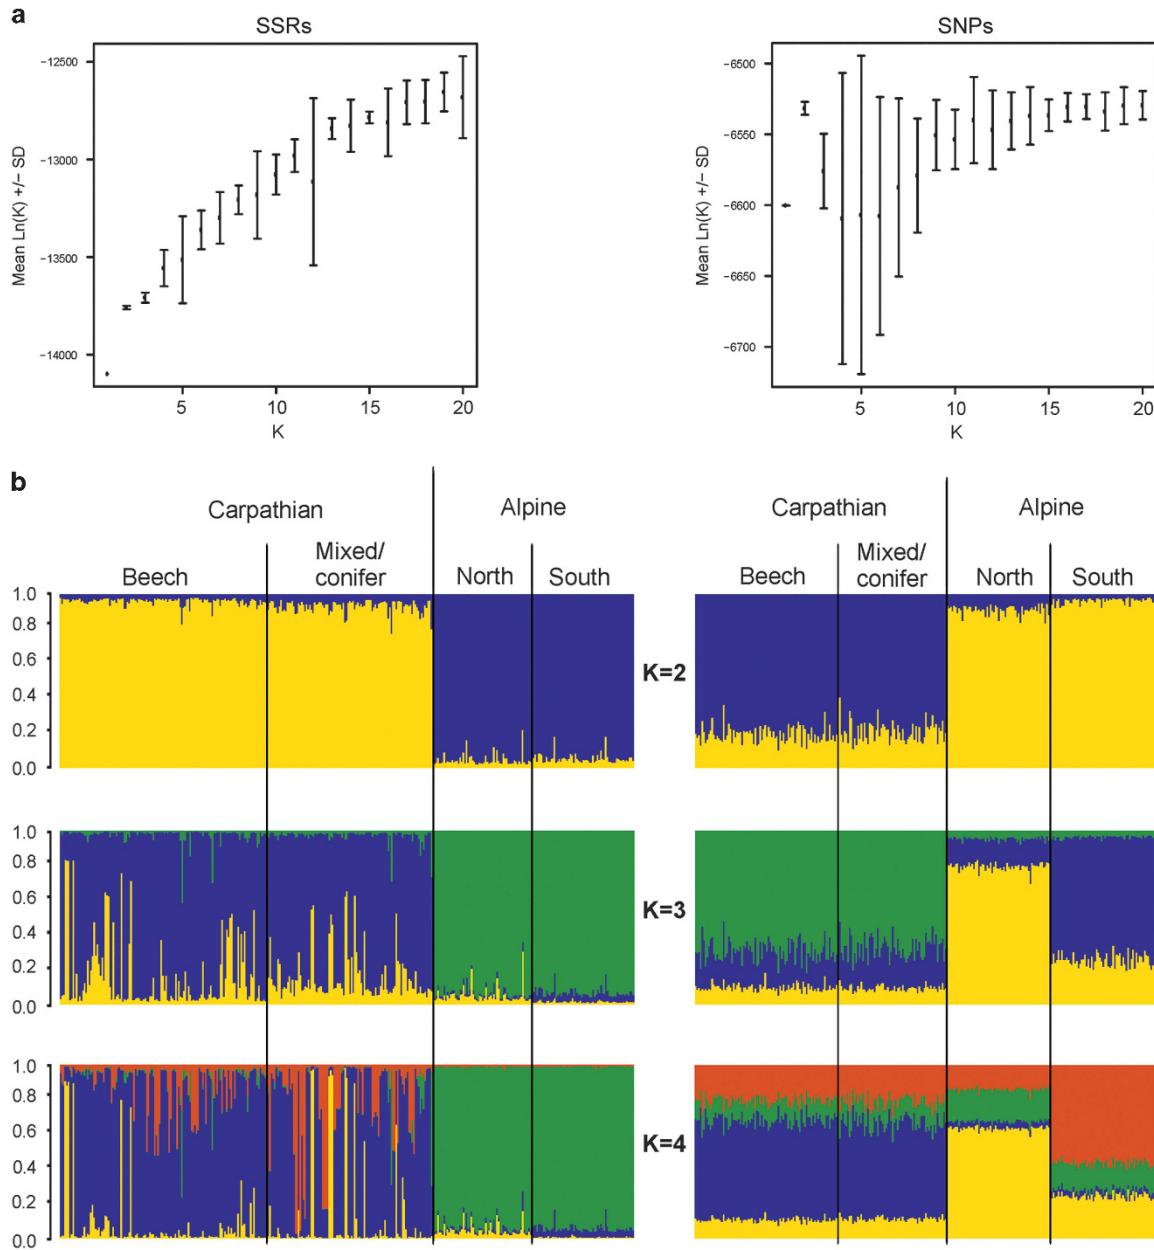 a
SSRs
SNPs
Mean Ln(K) +/− SD
−12500
−13000
−13500
−14000
5 10 15 20
K
Mean Ln(K) +/− SD
−6500
−6550
−6600
−6650
−6700
5 10 15 20
K
b
Carpathian Alpine
Beech Mixed/
conifer North South
Carpathian Alpine
Beech Mixed/
conifer North South
1.0
0.8
0.6
0.4
0.2
0.0
K=2
1.0
0.8
0.6
0.4
0.2
0.0
K=3
1.0
0.8
0.6
0.4
0.2
0.0
K=4